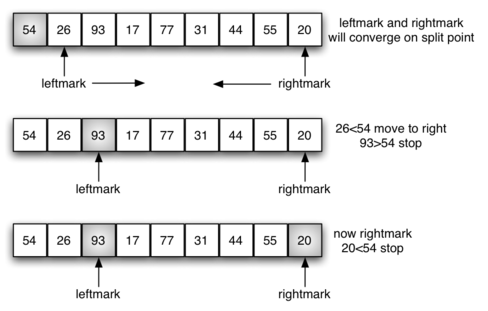 54 26 93 17 77 31 44 55 20
leftmark and rightmark
will converge on split point
leftmark rightmark
54 26 93 17 77 31 44 55 20
26<54 move to right
93>54 stop
leftmark rightmark
54 26 93 17 77 31 44 55 20
now rightmark
20<54 stop
leftmark rightmark